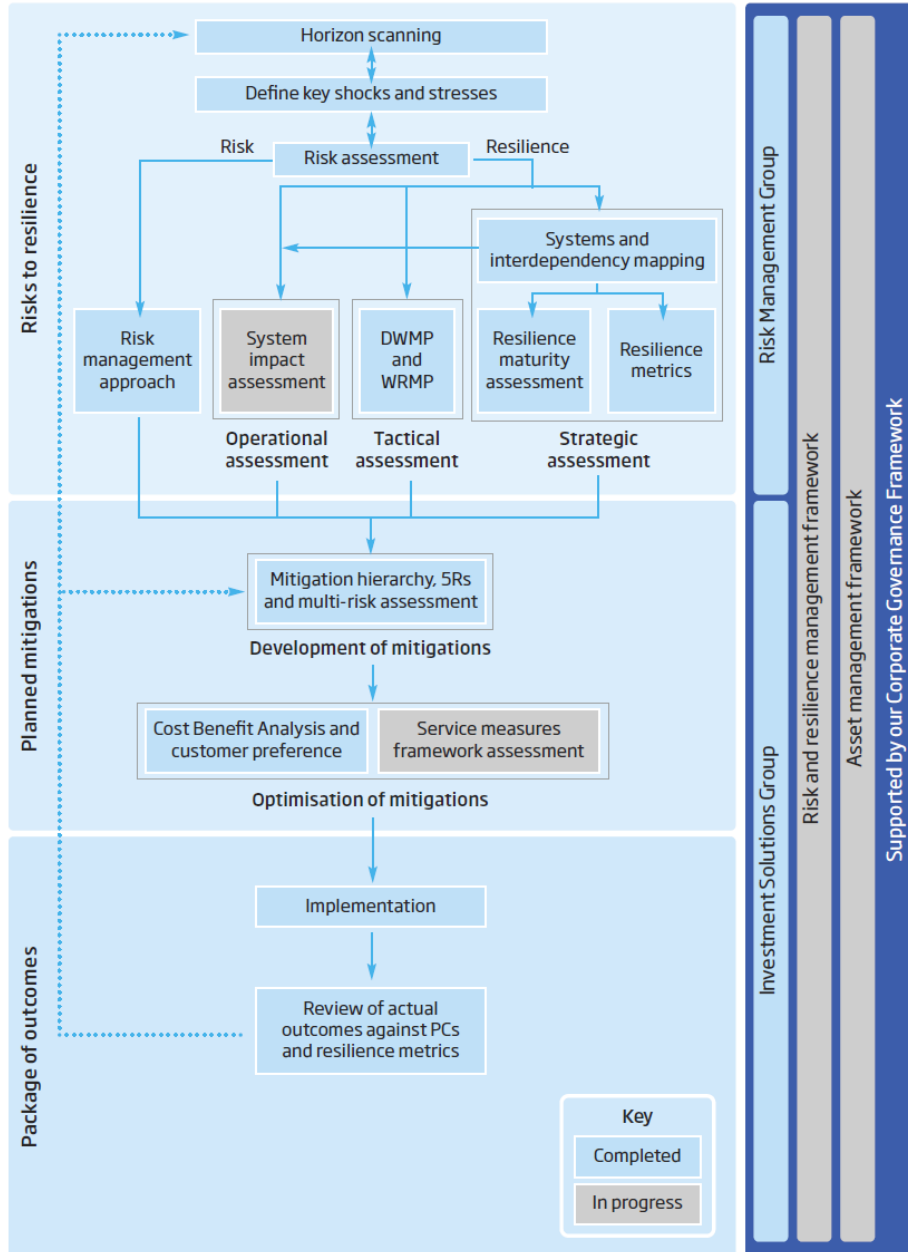 Horizon scanning
Define key shocks and stresses
Risk
Risk assessment
Resilience
Systems and
interdependency mapping
Risk
management
approach
System
impact
assessment
DWMP
and
WRMP
Resilience
maturity
assessment
Resilience
metrics
Operational
assessment
Tactical
assessment
Strategic
assessment
Risks to resilience
Mitigation hierarchy, 5Rs
and multi-risk assessment
Development of mitigations
Cost Benefit Analysis and
customer preference
Service measures
framework assessment
Optimisation of mitigations
Planned mitigations
Implementation
Review of actual
outcomes against PCs
and resilience metrics
Package of outcomes
Key
Completed
In progress
Risk Management Group
Investment Solutions Group
Risk and resilience management framework
Asset management framework
Supported by our Corporate Governance Framework